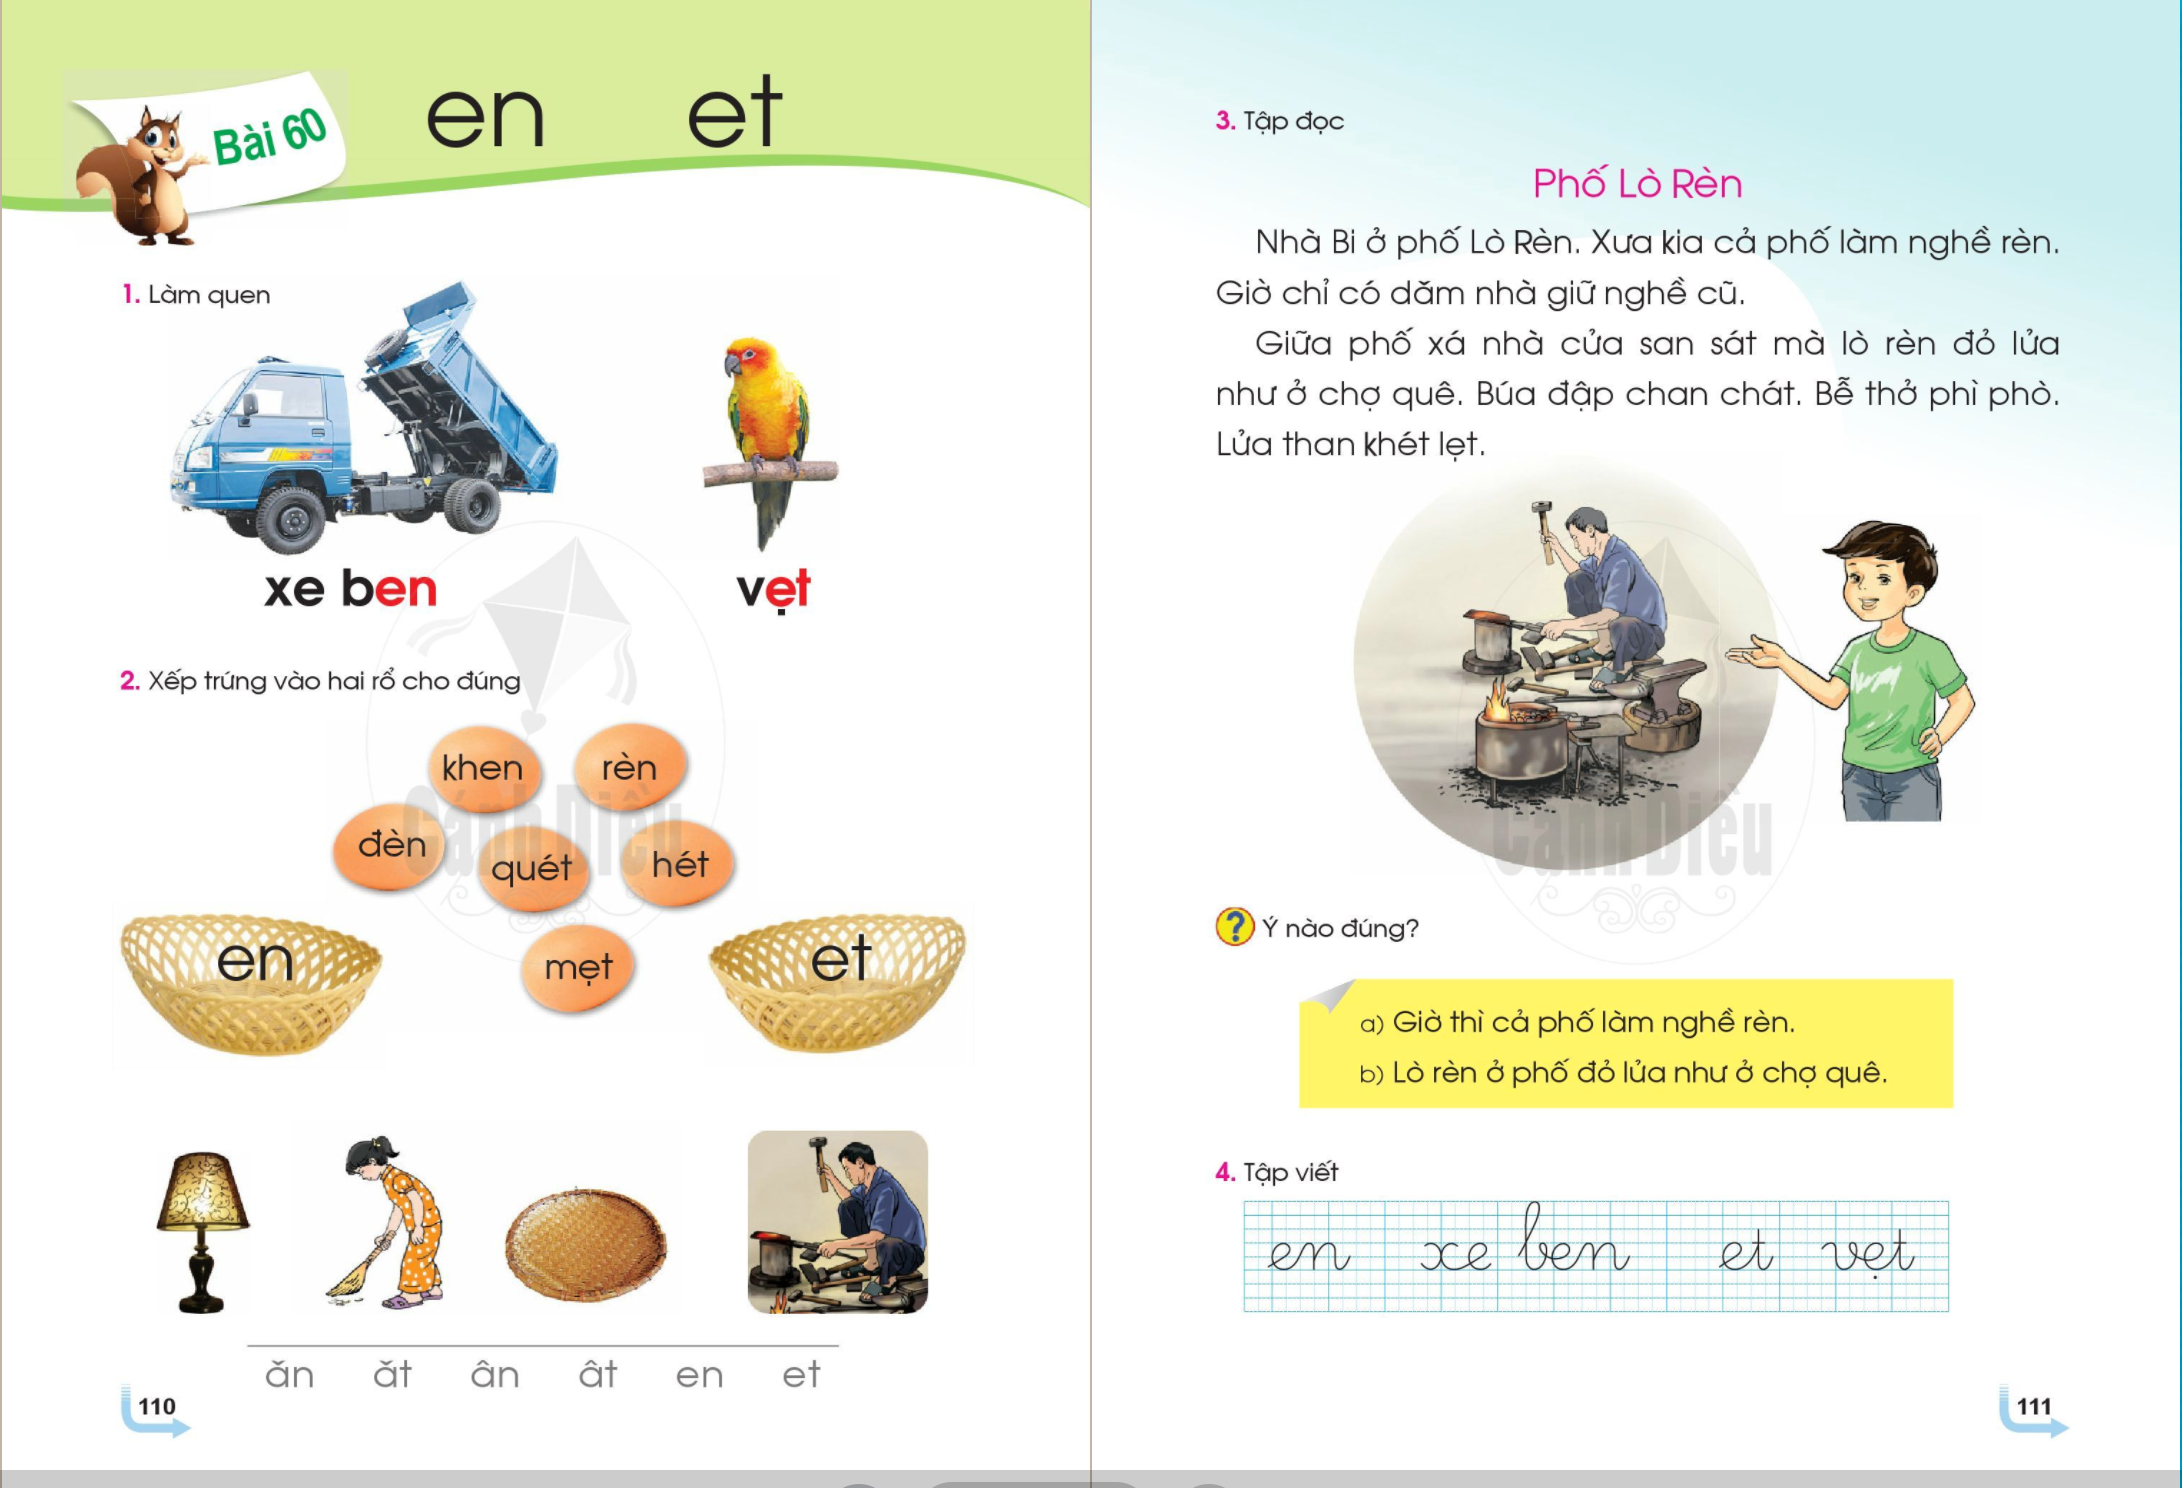 Bài 60
en et
1. Làm quen
xe ben
vẹt
2. Xếp trứng vào hai rổ cho đúng
khen
rèn
đèn
quét
hét
mẹt
en
et
ăn ăt ân ât en et
110
3. Tập đọc
Phố Lò Rèn
Nhà Bi ở phố Lò Rèn. Xưa kia cả phố làm nghề rèn.
Giờ chỉ có dăm nhà giữ nghề cũ.
Giữa phố xá nhà cửa san sát mà lò rèn đỏ lửa
như ở chợ quê. Búa đập chan chát. Bễ thở phì phò.
Lửa than khét lẹt.
Cánh Diều
Cánh Diều
? Ý nào đúng?
a) Giờ thì cả phố làm nghề rèn.
b) Lò rèn ở phố đỏ lửa như ở chợ quê.
4. Tập viết
en xe ben et vẹt
111